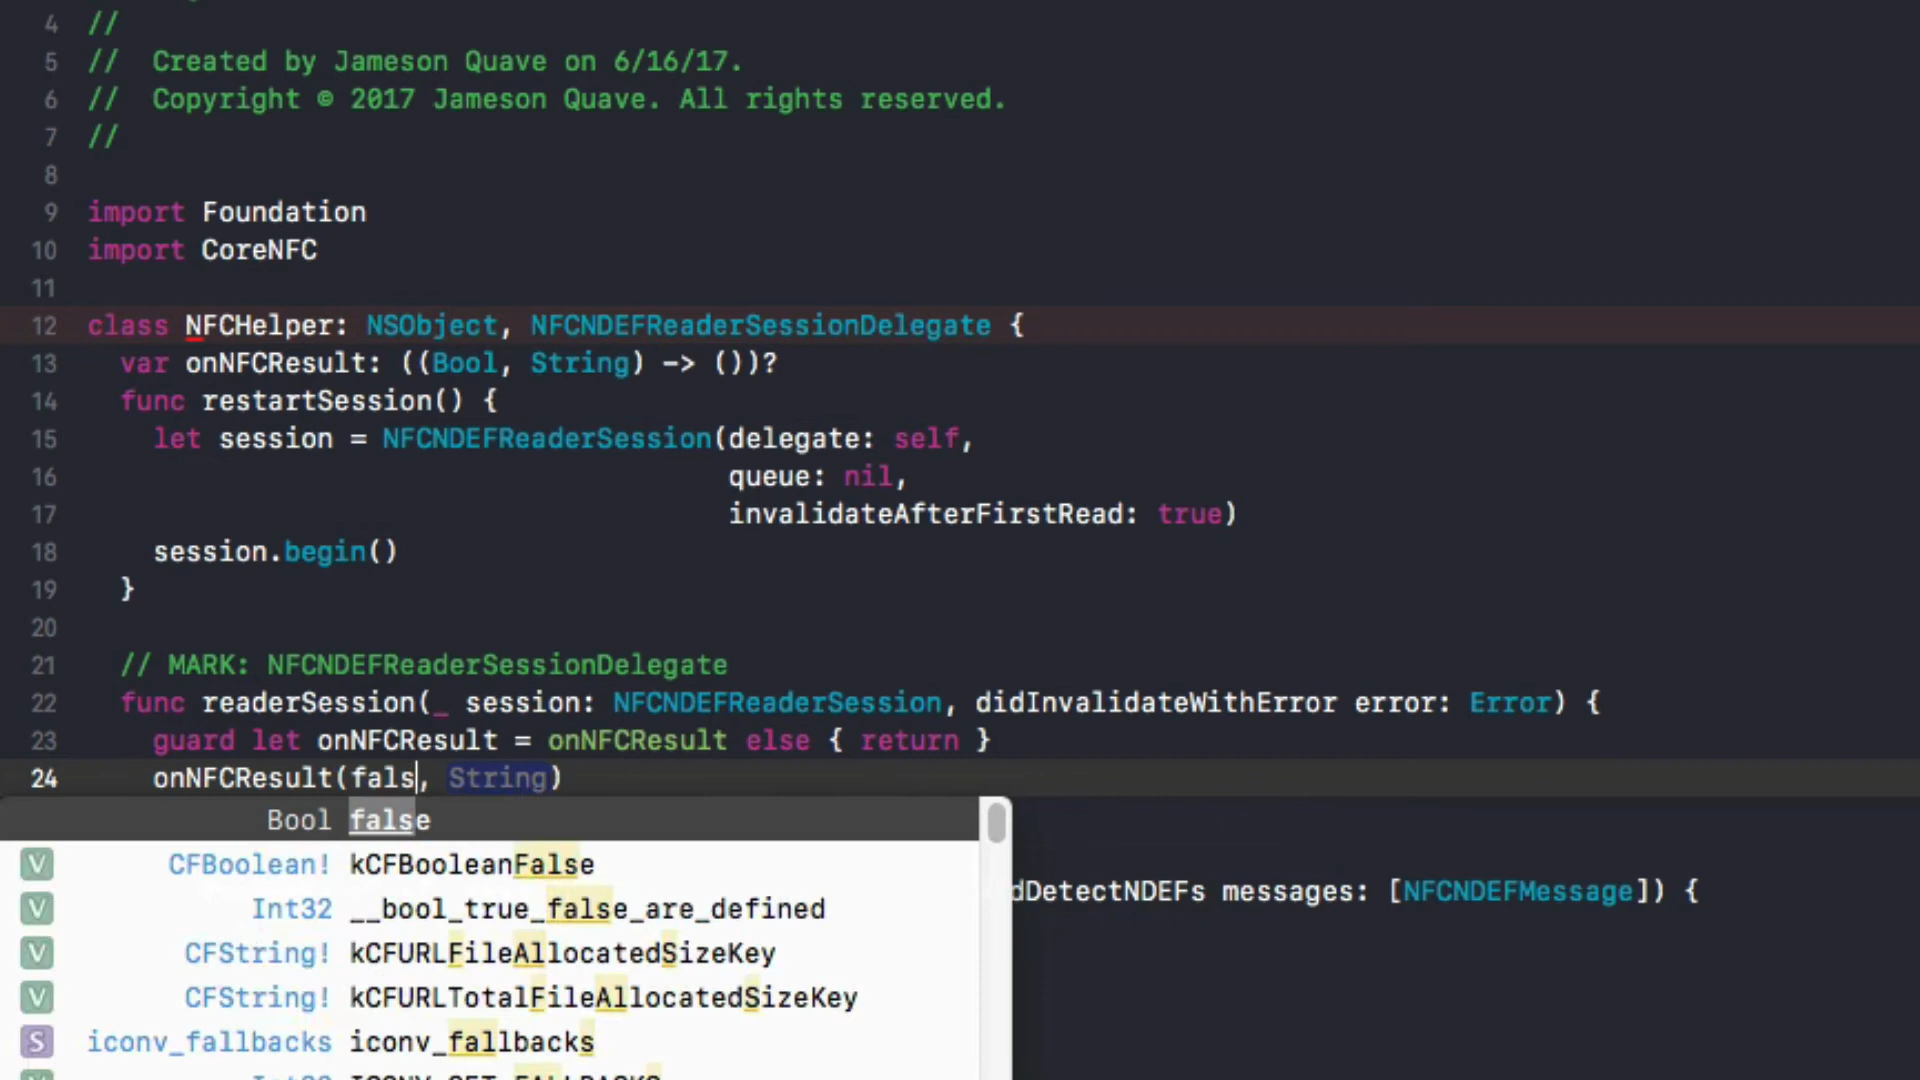 4 //
5 //  Created by Jameson Quave on 6/16/17.
6 //  Copyright © 2017 Jameson Quave. All rights reserved.
7 //
8
9 import Foundation
10 import CoreNFC
11
12 class NFCHelper: NSObject, NFCNDEFReaderSessionDelegate {
13   var onNFCResult: ((Bool, String) -> ())?
14   func restartSession() {
15     let session = NFCNDEFReaderSession(delegate: self,
16                                        queue: nil,
17                                        invalidateAfterFirstRead: true)
18     session.begin()
19   }
20
21   // MARK: NFCNDEFReaderSessionDelegate
22   func readerSession(_ session: NFCNDEFReaderSession, didInvalidateWithError error: Error) {
23     guard let onNFCResult = onNFCResult else { return }
24     onNFCResult(fals, String)
Bool false
V CFBoolean! kCFBooleanFalse
dDetectNDEFs messages: [NFCNDEFMessage]) {
V Int32 __bool_true_false_are_defined
V CFString! kCFURLFileAllocatedSizeKey
V CFString! kCFURLTotalFileAllocatedSizeKey
S iconv_fallbacks iconv_fallbacks